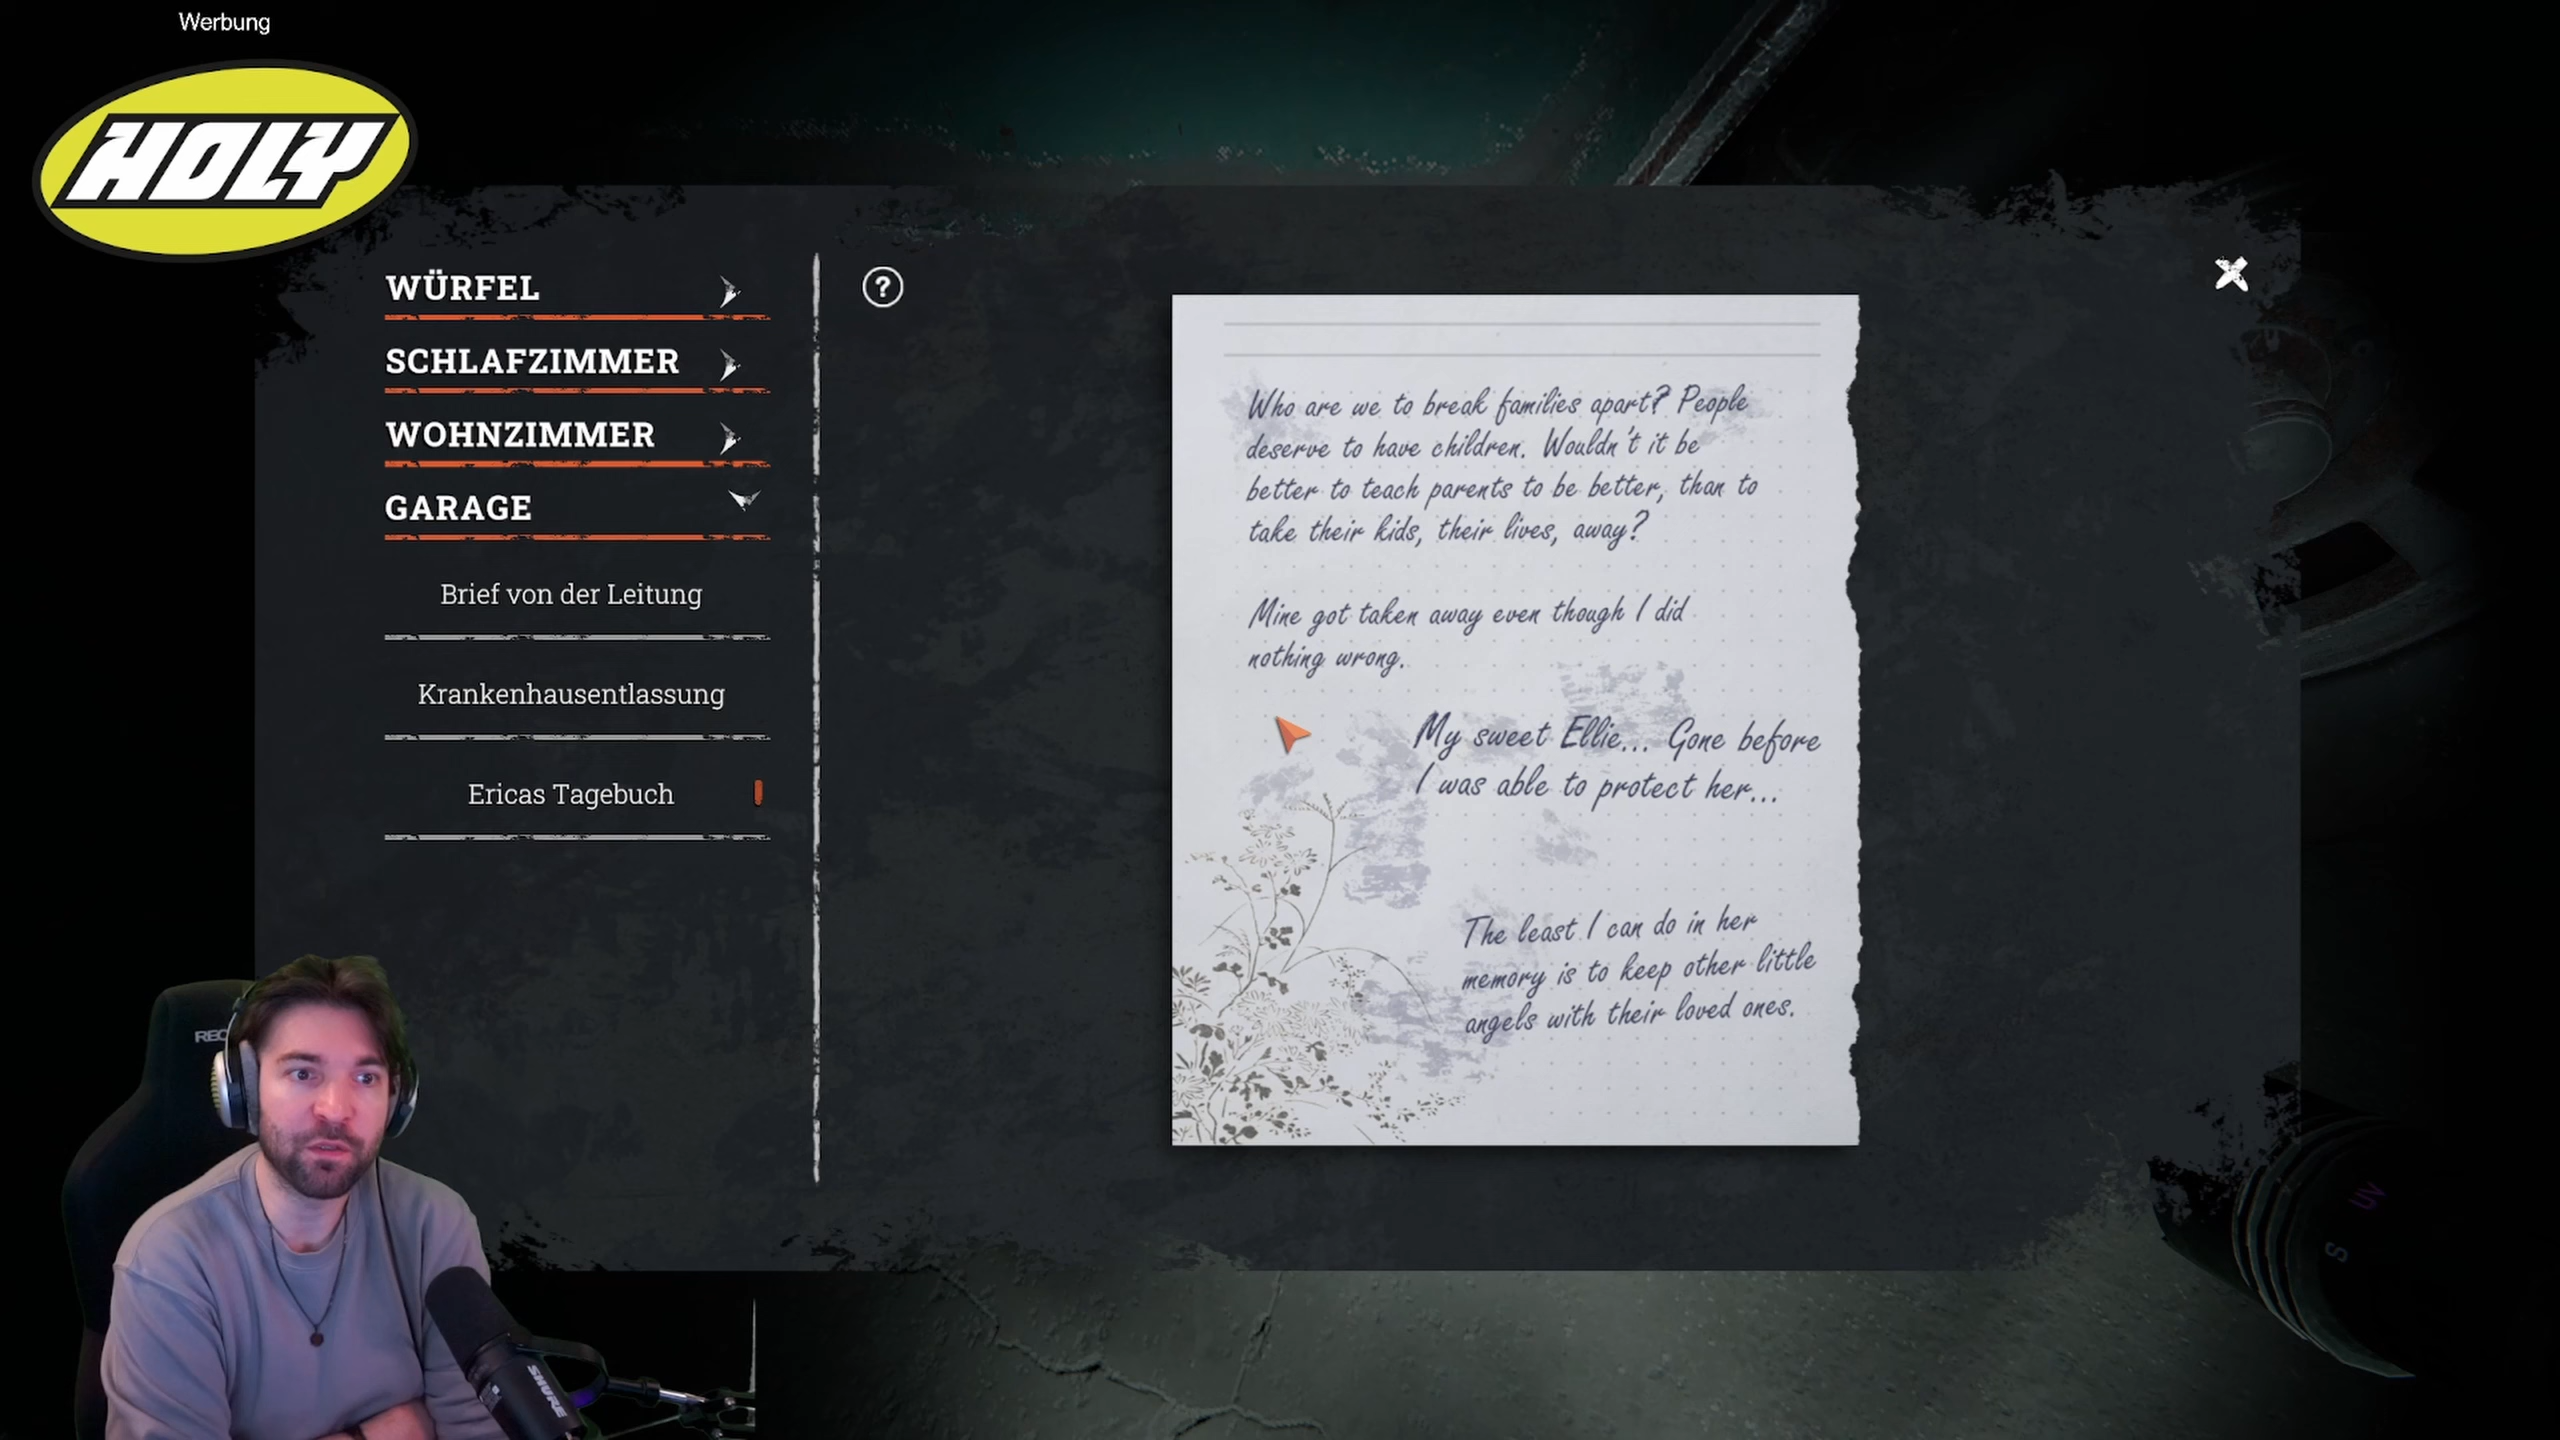 Werbung
HOLY
WÜRFEL
SCHLAFZIMMER
WOHNZIMMER
GARAGE
Brief von der Leitung
Krankenhausentlassung
Ericas Tagebuch
?
Who are we to break families apart? People
deserve to have children. Wouldn't it be
better to teach parents to be better, than to
take their kids, their lives, away?
Mine got taken away even though I did
nothing wrong.
My sweet Ellie... Gone before
I was able to protect her...
The least I can do in her
memory is to keep other little
angels with their loved ones.
REC
SHURE
UV
S